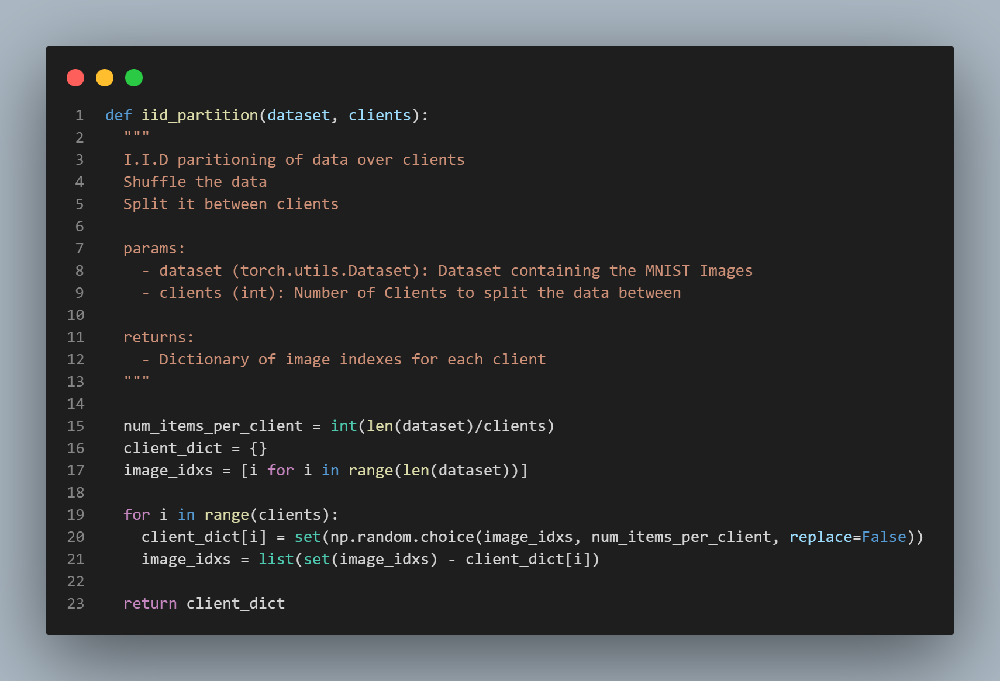 1 def iid_partition(dataset, clients):
2   """
3   I.I.D paritioning of data over clients
4   Shuffle the data
5   Split it between clients
6
7   params:
8     - dataset (torch.utils.Dataset): Dataset containing the MNIST Images
9     - clients (int): Number of Clients to split the data between
10
11   returns:
12     - Dictionary of image indexes for each client
13   """
14
15   num_items_per_client = int(len(dataset)/clients)
16   client_dict = {}
17   image_idxs = [i for i in range(len(dataset))]
18
19   for i in range(clients):
20     client_dict[i] = set(np.random.choice(image_idxs, num_items_per_client, replace=False))
21     image_idxs = list(set(image_idxs) - client_dict[i])
22
23   return client_dict